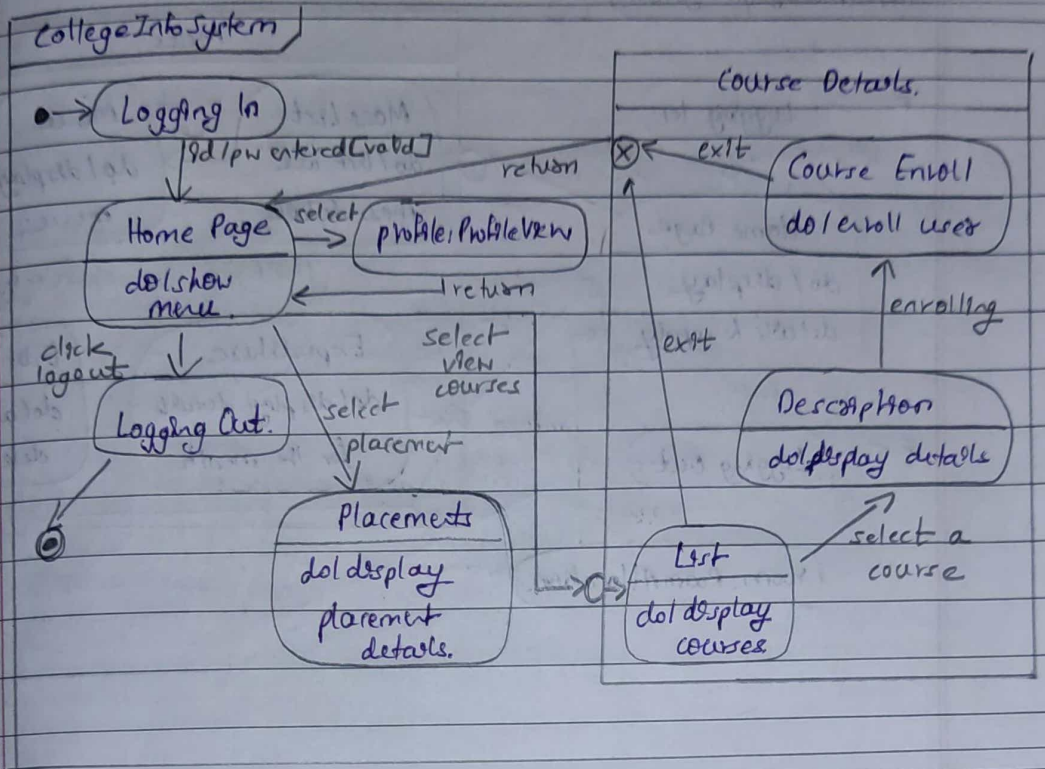 CollegeInfoSystem
Logging In
Id/pw entered[valid]
Home Page
do/show
menu.
select
profile:ProfileView
return
return
click
logout
Logging Out.
select
placement
select
view
courses
Placements
do/display
placement
details.
Course Details.
exit
Course Enroll
do/enroll user
enrolling
exit
Description
do/display details
select a
course
List
do/display
courses